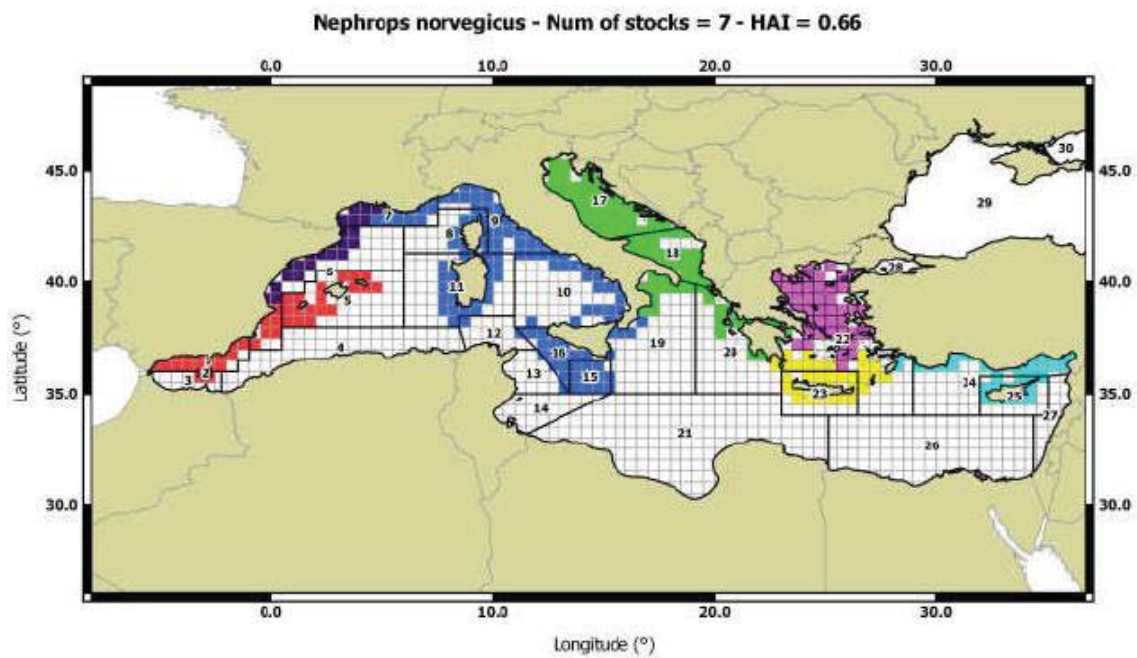 Nephrops norvegicus - Num of stocks = 7 - HAI = 0.66
0.0 10.0 20.0 30.0
30
45.0 45.0
17
29
7 9
8
18
28
6
40.0 40.0
11 10
5
22
12 16 19
4
1
2 13 24
3 15 23 25
35.0 35.0
14 27
21
26
30.0 30.0
0.0 10.0 20.0 30.0
Latitude (°)
Longitude (°)